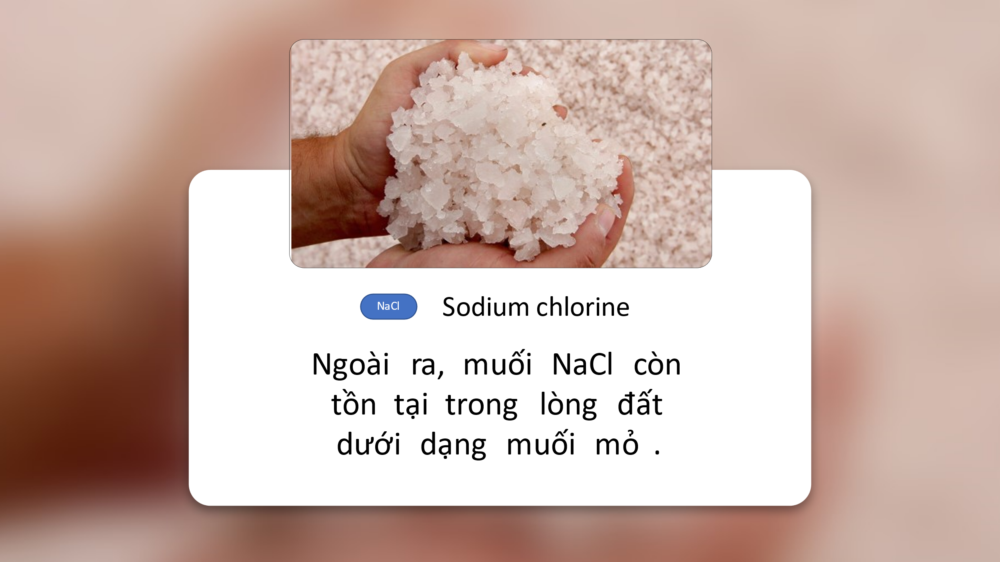 NaCl Sodium chlorine
Ngoài ra, muối NaCl còn
tồn tại trong lòng đất
dưới dạng muối mỏ .